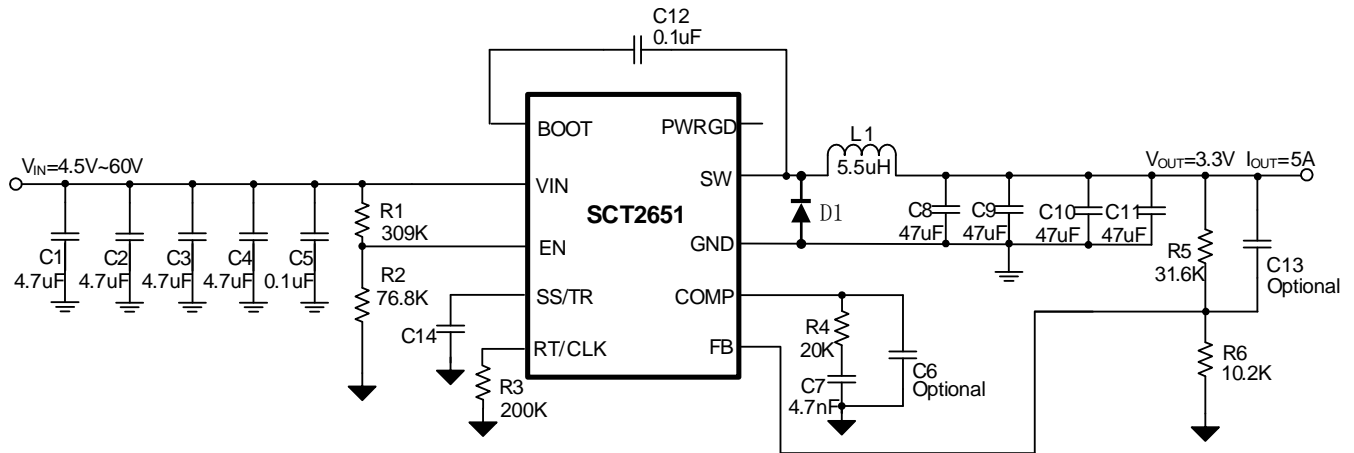 C12
0.1uF
BOOT
PWRGD
L1
5.5uH
VIN=4.5V~60V
VOUT=3.3V IOUT=5A
VIN
SW
SCT2651
R1
309K
D1
C8
47uF
C9
47uF
C10
47uF
C11
47uF
EN
GND
R5
31.6K
C13
Optional
C1
4.7uF
C2
4.7uF
C3
4.7uF
C4
4.7uF
C5
0.1uF
R2
76.8K
SS/TR
COMP
C14
R4
20K
RT/CLK
FB
C6
Optional
R6
10.2K
R3
200K
C7
4.7nF